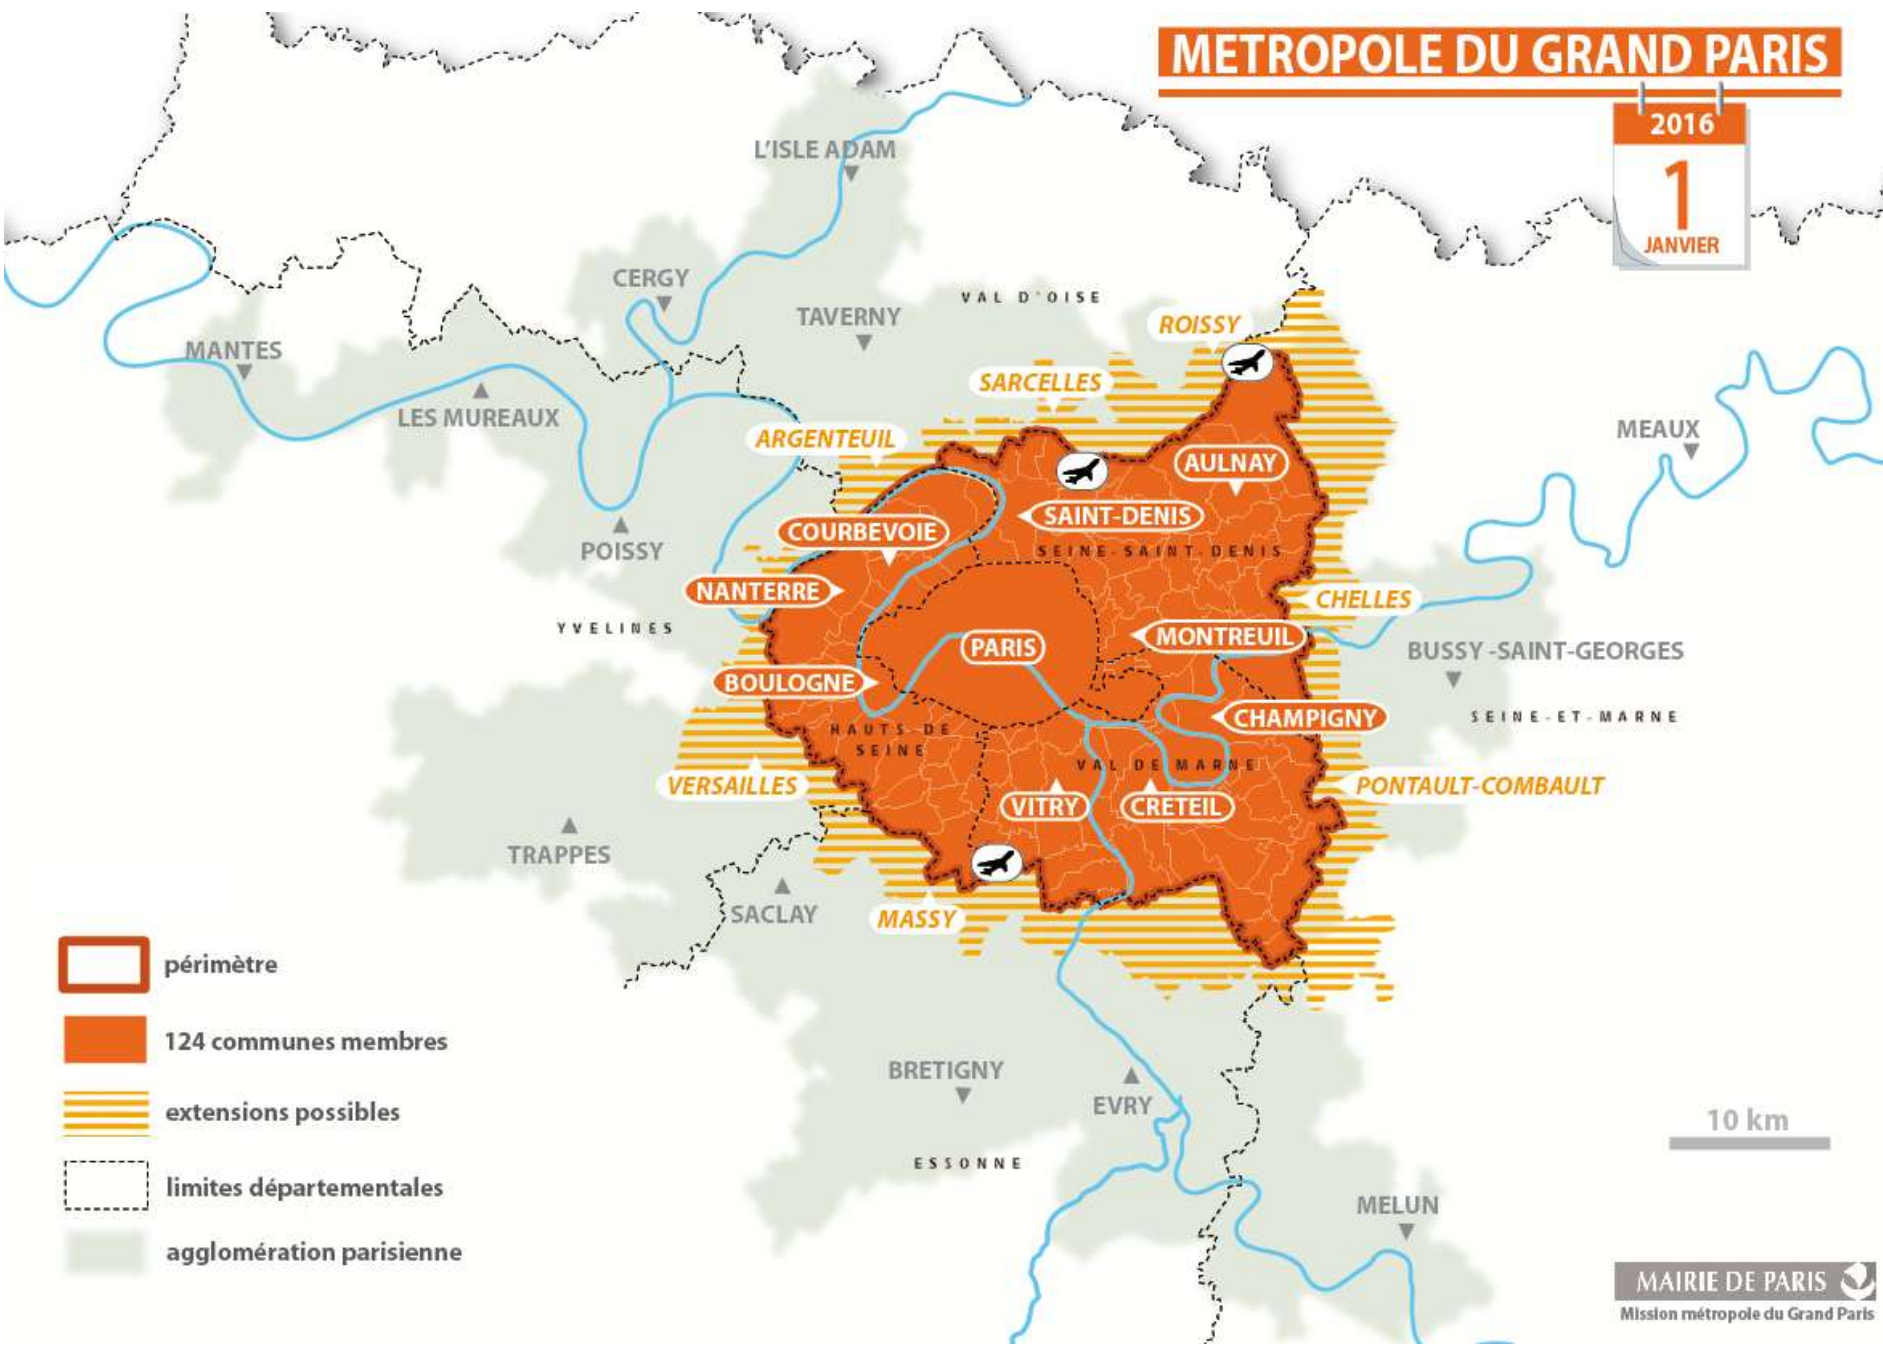 METROPOLE DU GRAND PARIS
2016
1
JANVIER
L'ISLE ADAM
CERGY
VAL D'OISE
TAVERNY
ROISSY
MANTES
SARCELLES
LES MUREAUX
MEAUX
ARGENTEUIL
AULNAY
SAINT-DENIS
COURBEVOIE
POISSY
SEINE-SAINT-DENIS
NANTERRE
CHELLES
YVELINES
MONTREUIL
PARIS
BUSSY -SAINT-GEORGES
BOULOGNE
CHAMPIGNY
SEINE-ET-MARNE
HAUTS-DE
SEINE
VAL DE MARNE
VERSAILLES
PONTAULT-COMBAULT
VITRY
CRETEIL
TRAPPES
SACLAY
MASSY
périmètre
124 communes membres
BRETIGNY
EVRY
extensions possibles
10 km
ESSONNE
limites départementales
MELUN
agglomération parisienne
MAIRIE DE PARIS
Mission métropole du Grand Paris